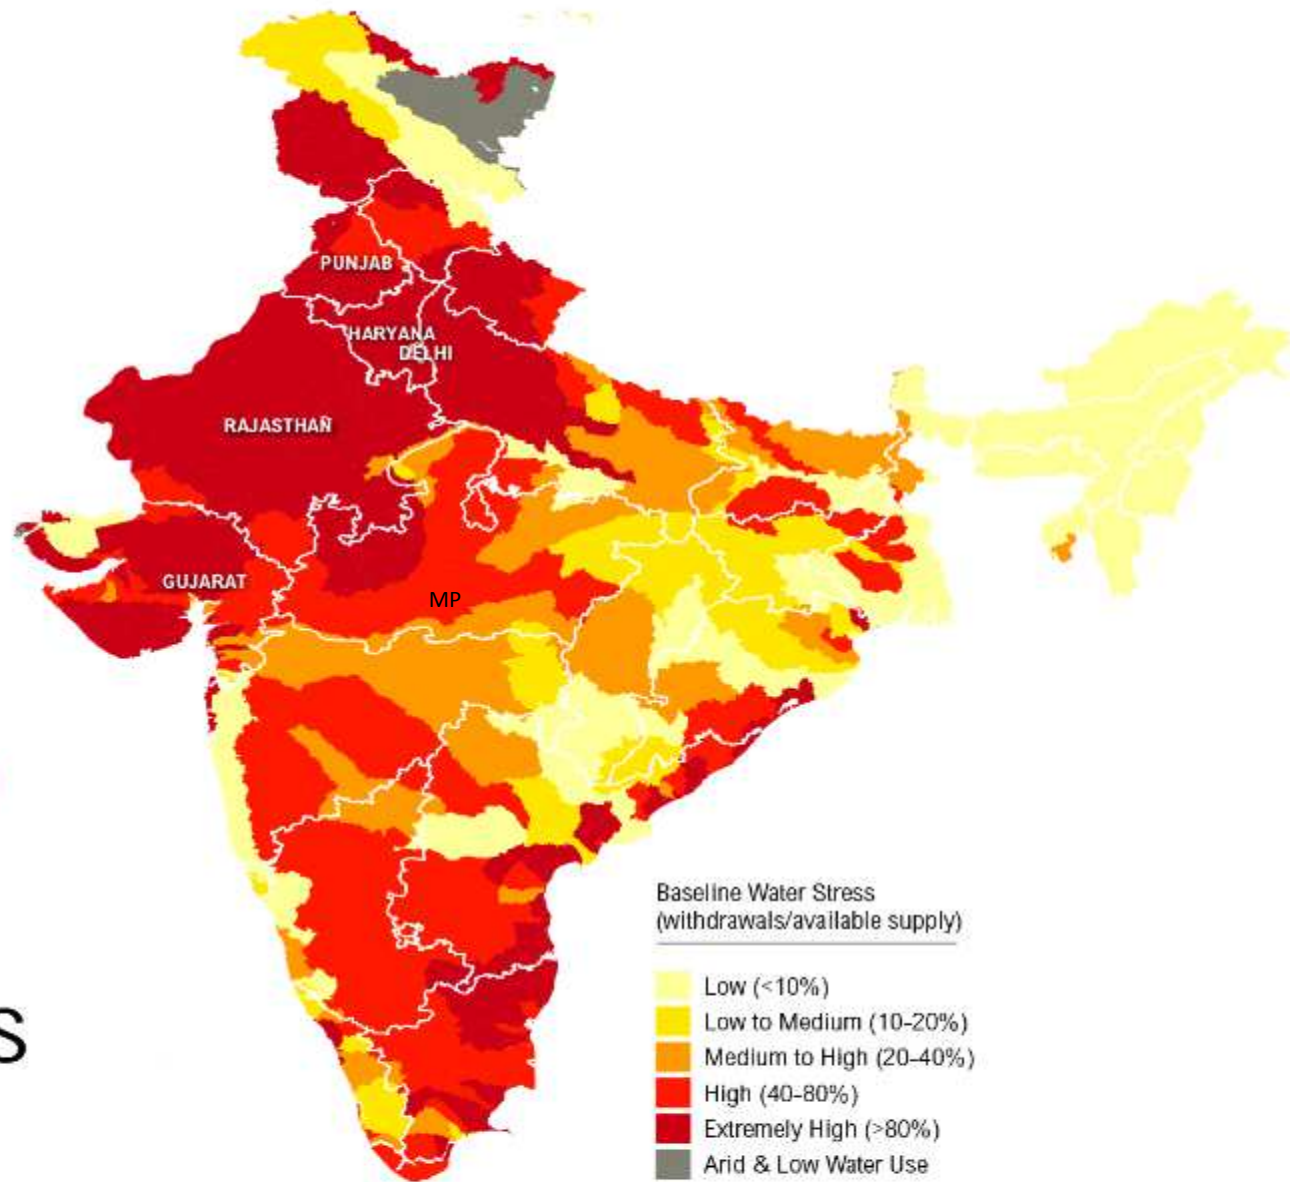 PUNJAB
HARYANA
DELHI
RAJASTHAÑ
GUJARAT
MP
S
Baseline Water Stress
(withdrawals/available supply)
Low (<10%)
Low to Medium (10-20%)
Medium to High (20-40%)
High (40-80%)
Extremely High (>80%)
Arid & Low Water Use